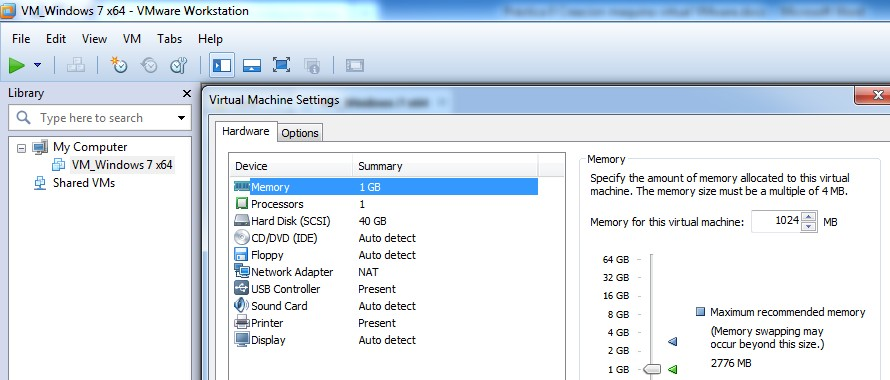 VM_Windows 7 x64 - VMware Workstation
File Edit View VM Tabs Help
Library
Type here to search
My Computer
VM_Windows 7 x64
Shared VMs
Virtual Machine Settings
Hardware Options
Device Summary
Memory 1 GB
Processors 1
Hard Disk (SCSI) 40 GB
CD/DVD (IDE) Auto detect
Floppy Auto detect
Network Adapter NAT
USB Controller Present
Sound Card Auto detect
Printer Present
Display Auto detect
Memory
Specify the amount of memory allocated to this virtual
machine. The memory size must be a multiple of 4 MB.
Memory for this virtual machine: 1024 MB
64 GB
32 GB
16 GB
8 GB
4 GB
2 GB
1 GB
Maximum recommended memory
(Memory swapping may
occur beyond this size.)
2776 MB